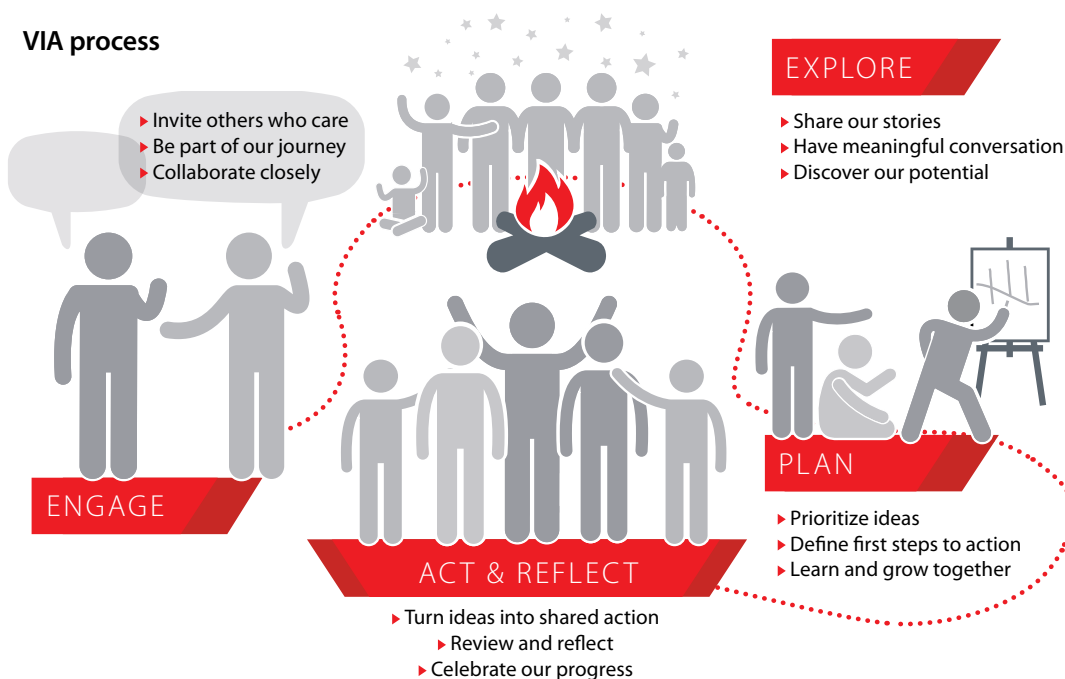 VIA process
Invite others who care
Be part of our journey
Collaborate closely
ENGAGE
EXPLORE
Share our stories
Have meaningful conversation
Discover our potential
PLAN
Prioritize ideas
Define first steps to action
Learn and grow together
ACT & REFLECT
Turn ideas into shared action
Review and reflect
Celebrate our progress